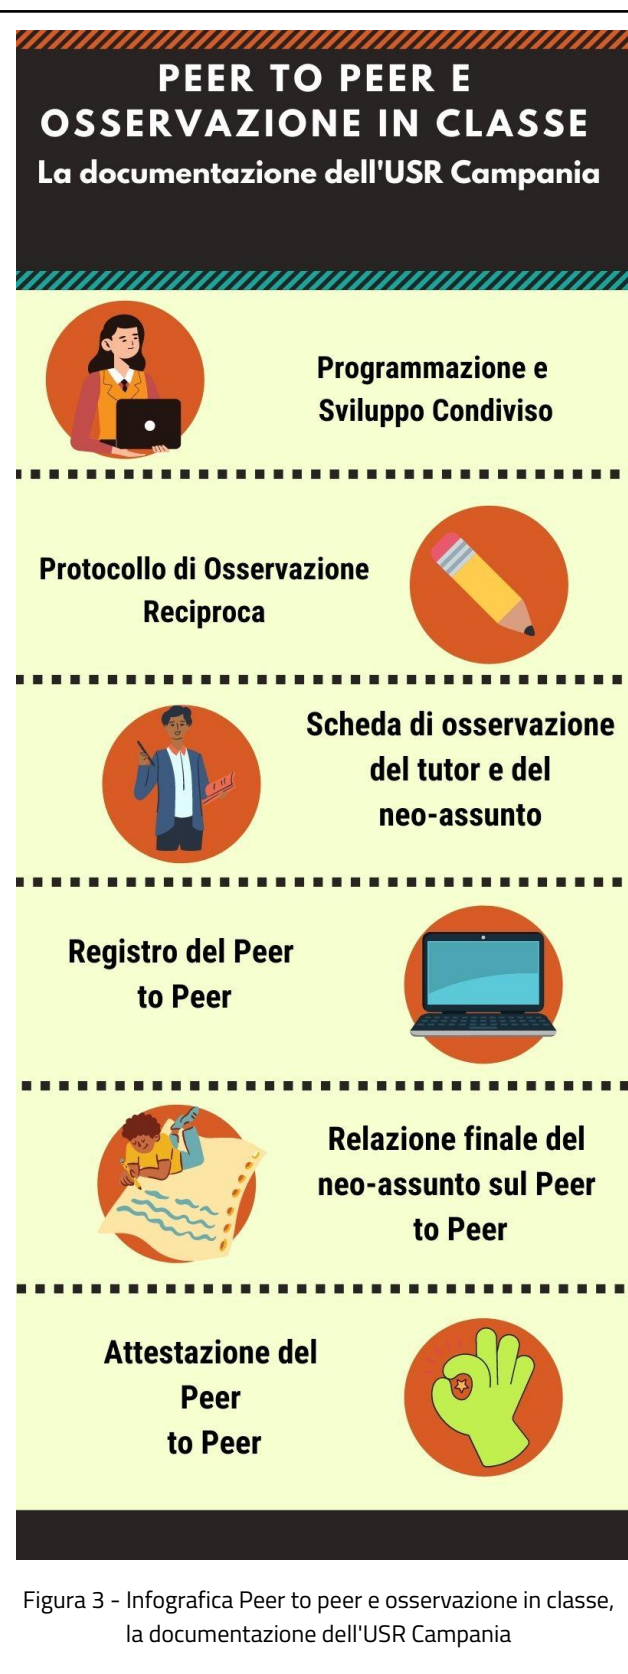 PEER TO PEER E
OSSERVAZIONE IN CLASSE
La documentazione dell'USR Campania
Programmazione e
Sviluppo Condiviso
Protocollo di Osservazione
Reciproca
Scheda di osservazione
del tutor e del
neo-assunto
Registro del Peer
to Peer
Relazione finale del
neo-assunto sul Peer
to Peer
Attestazione del
Peer
to Peer
Figura 3 - Infografica Peer to peer e osservazione in classe,
la documentazione dell'USR Campania